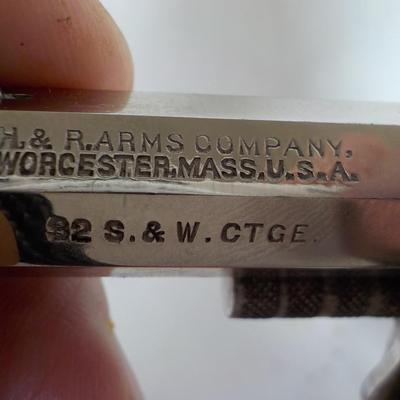 H. & R. ARMS COMPANY,
WORCESTER, MASS. U.S.A.
32 S. & W. CTGE.